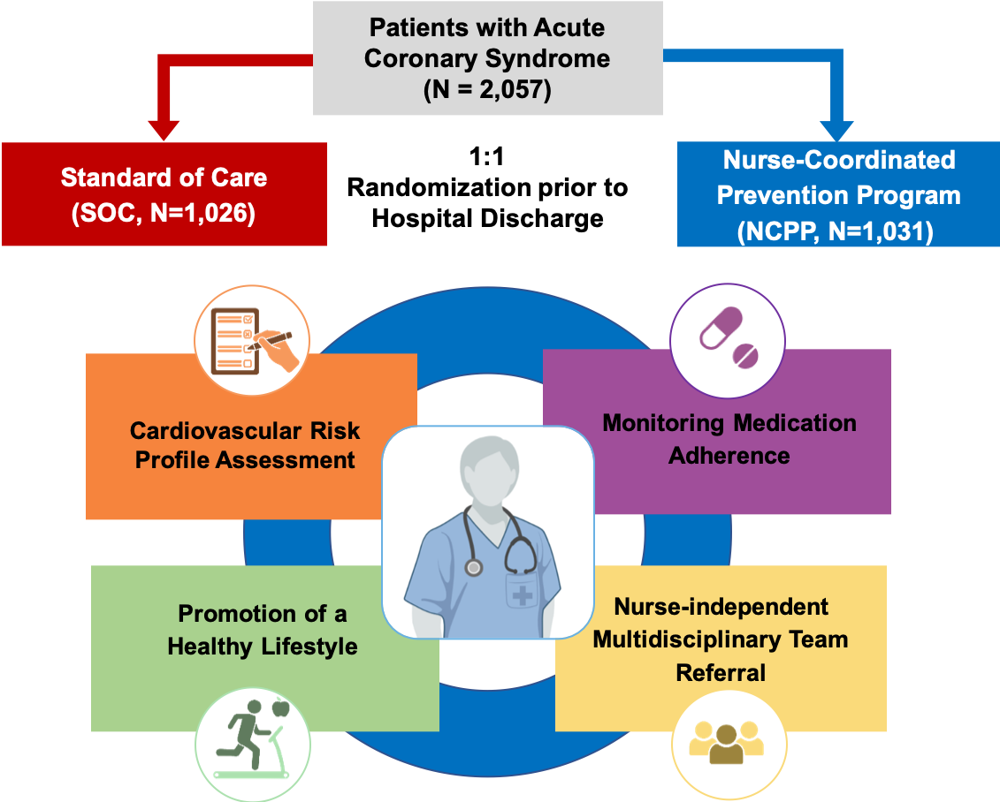 Patients with Acute
Coronary Syndrome
(N = 2,057)
Standard of Care
(SOC, N=1,026)
1:1
Randomization prior to
Hospital Discharge
Nurse-Coordinated
Prevention Program
(NCPP, N=1,031)
Cardiovascular Risk
Profile Assessment
Monitoring Medication
Adherence
Promotion of a
Healthy Lifestyle
Nurse-independent
Multidisciplinary Team
Referral